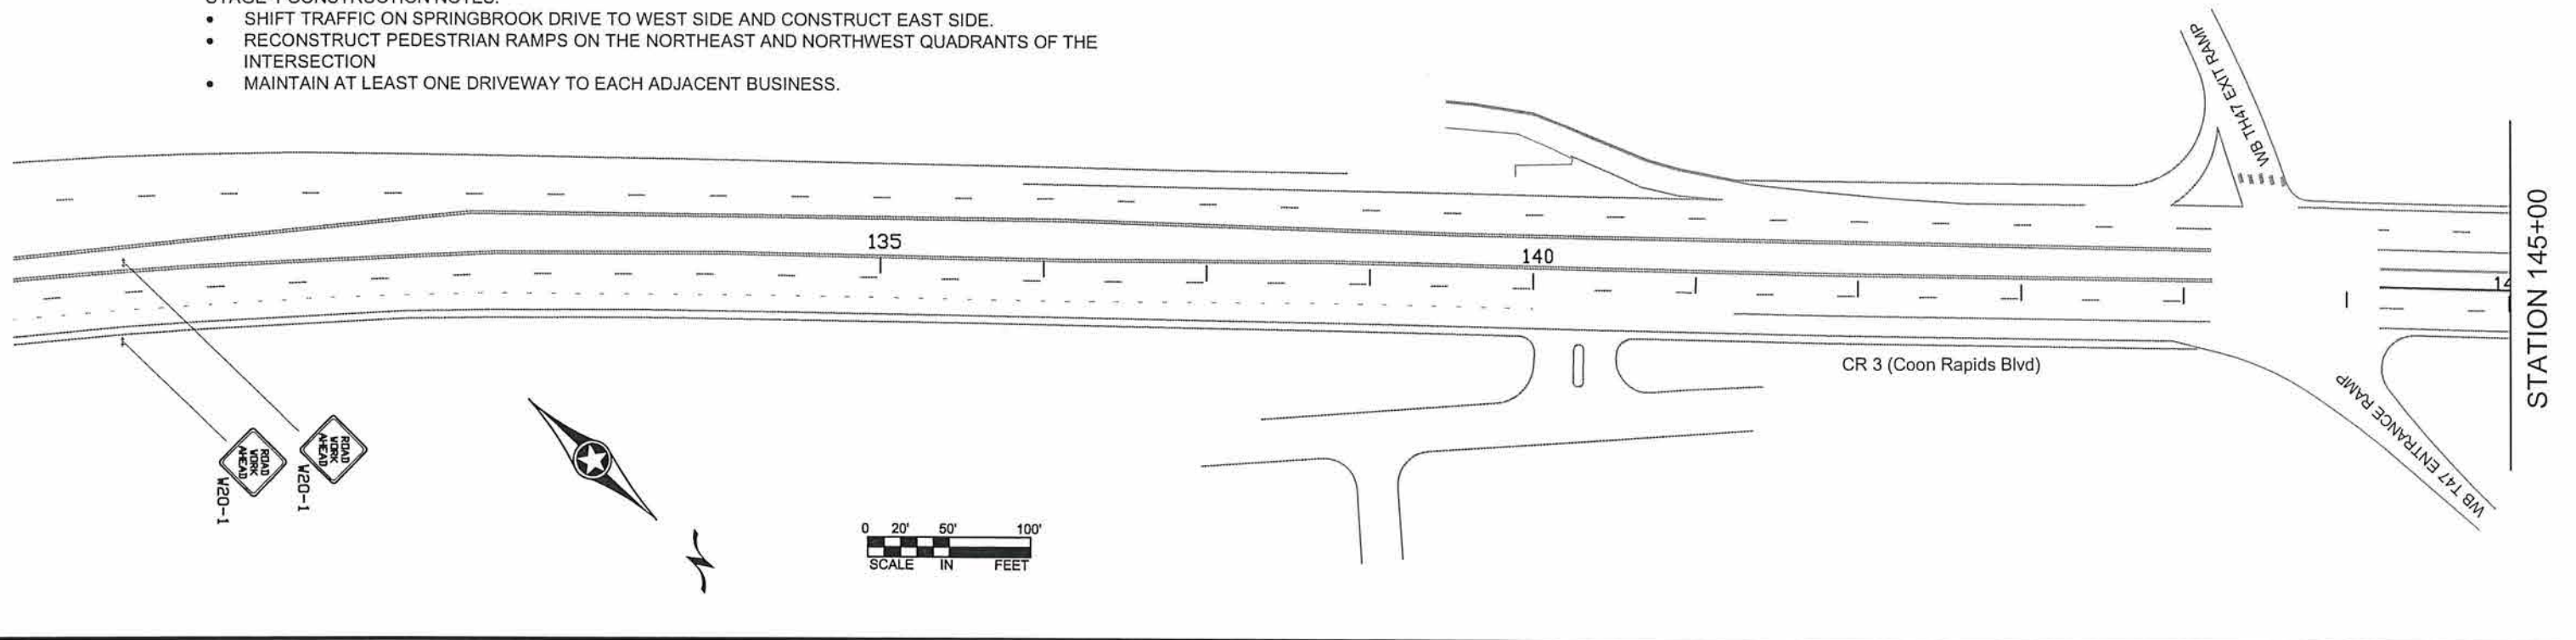 • SHIFT TRAFFIC ON SPRINGBROOK DRIVE TO WEST SIDE AND CONSTRUCT EAST SIDE.
• RECONSTRUCT PEDESTRIAN RAMPS ON THE NORTHEAST AND NORTHWEST QUADRANTS OF THE
INTERSECTION
• MAINTAIN AT LEAST ONE DRIVEWAY TO EACH ADJACENT BUSINESS.
WB TH47 EXIT RAMP
STATION 145+00
135
140
14
CR 3 (Coon Rapids Blvd)
WB T47 ENTRANCE RAMP
ROAD
WORK
AHEAD
W20-1
ROAD
WORK
AHEAD
W20-1
N
0 20' 50' 100'
SCALE IN FEET